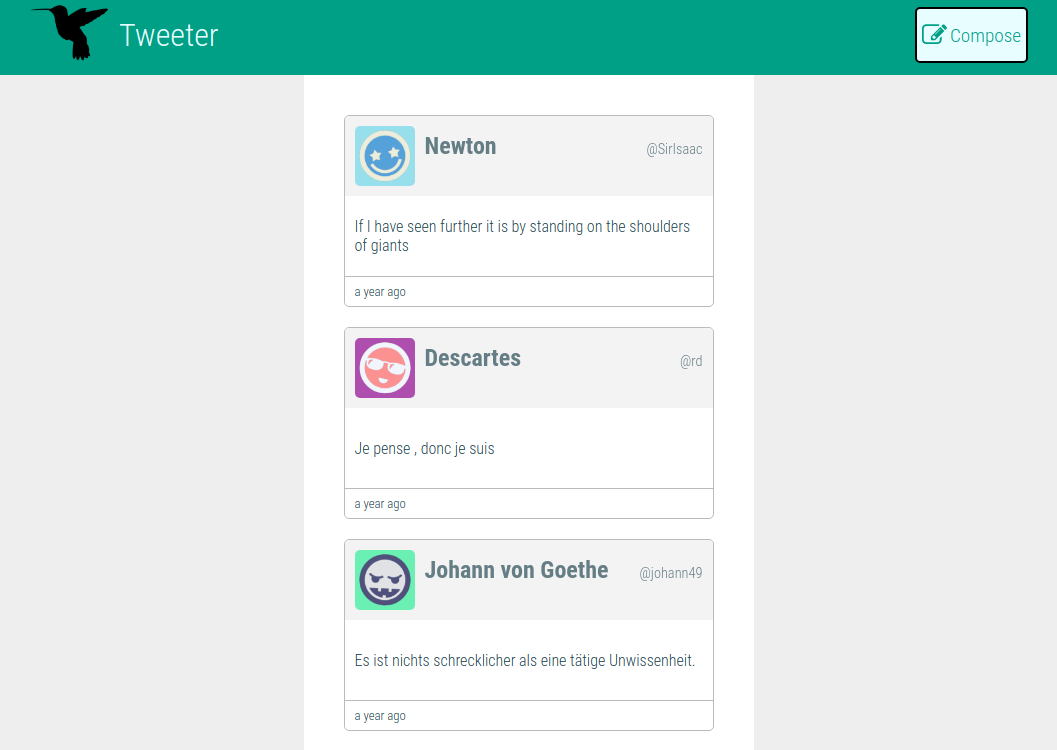 Tweeter
Compose
Newton
@SirIsaac
If I have seen further it is by standing on the shoulders
of giants
a year ago
Descartes
@rd
Je pense , donc je suis
a year ago
Johann von Goethe
@johann49
Es ist nichts schrecklicher als eine tätige Unwissenheit.
a year ago